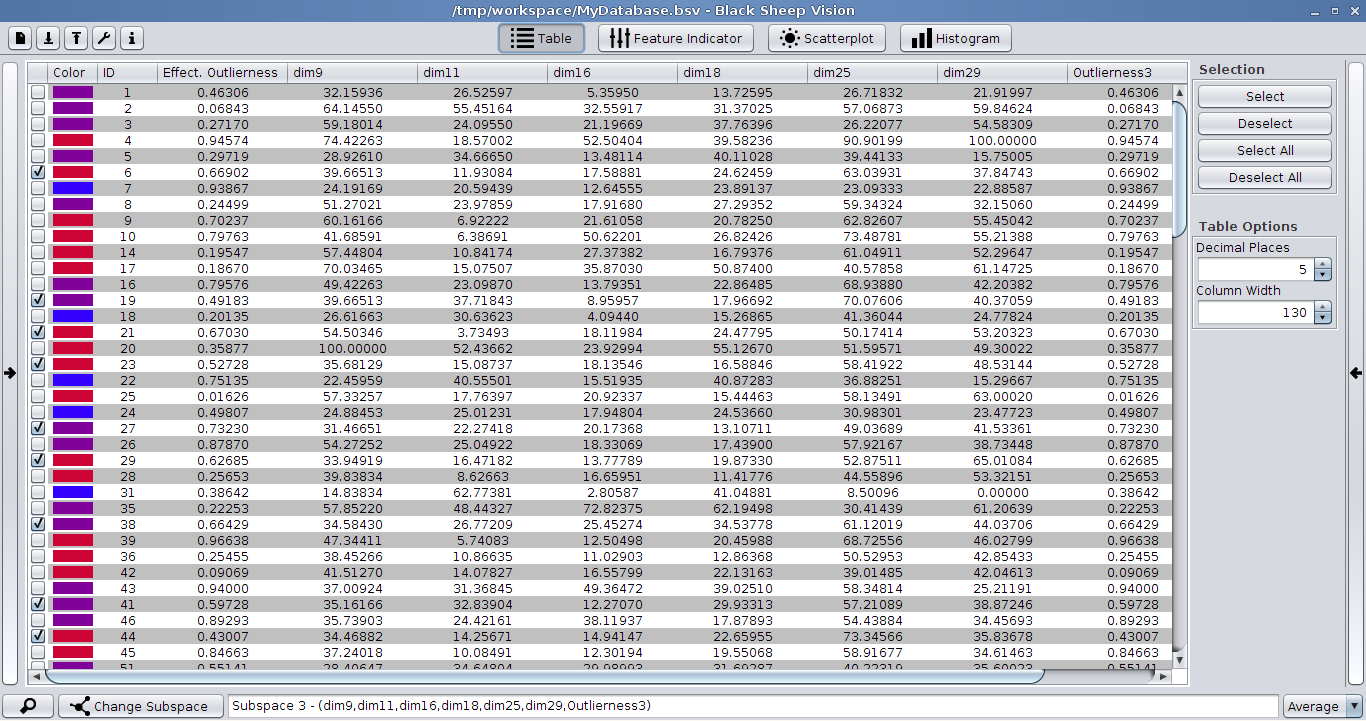 /tmp/workspace/MyDatabase.bsv - Black Sheep Vision
Table Feature Indicator Scatterplot Histogram
Color ID Effect. Outlierness dim9 dim11 dim16 dim18 dim25 dim29 Outlierness3
1 0.46306 32.15936 26.52597 5.35950 13.72595 26.71832 21.91997 0.46306
2 0.06843 64.14550 55.45164 32.55917 31.37025 57.06873 59.84624 0.06843
3 0.27170 59.18014 24.09550 21.19669 37.76396 26.22077 54.58309 0.27170
4 0.94574 74.42263 18.57002 52.50404 39.58236 90.90199 100.00000 0.94574
5 0.29719 28.92610 34.66650 13.48114 40.11028 39.44133 15.75005 0.29719
6 0.66902 39.66513 11.93084 17.58881 24.62459 63.03931 37.84743 0.66902
7 0.93867 24.19169 20.59439 12.64555 23.89137 23.09333 22.88587 0.93867
8 0.24499 51.27021 23.97859 17.91680 27.29352 59.34324 32.15060 0.24499
9 0.70237 60.16166 6.92222 21.61058 20.78250 62.82607 55.45042 0.70237
10 0.79763 41.68591 6.38691 50.62201 26.82426 73.48781 55.21388 0.79763
14 0.19547 57.44804 10.84174 27.37382 16.79376 61.04911 52.29647 0.19547
17 0.18670 70.03465 15.07507 35.87030 50.87400 40.57858 61.14725 0.18670
16 0.79576 49.42263 23.09870 13.79351 22.86485 68.93880 42.20382 0.79576
19 0.49183 39.66513 37.71843 8.95957 17.96692 70.07606 40.37059 0.49183
18 0.20135 26.61663 30.63623 4.09440 15.26865 41.36044 24.77824 0.20135
21 0.67030 54.50346 3.73493 18.11984 24.47795 50.17414 53.20323 0.67030
20 0.35877 100.00000 52.43662 23.92994 55.12670 51.59571 49.30022 0.35877
23 0.52728 35.68129 15.08737 18.13546 16.58846 58.41922 48.53144 0.52728
22 0.75135 22.45959 40.55501 15.51935 40.87283 36.88251 15.29667 0.75135
25 0.01626 57.33257 17.76397 20.92337 15.44463 58.13491 63.00020 0.01626
24 0.49807 24.88453 25.01231 17.94804 24.53660 30.98301 23.47723 0.49807
27 0.73230 31.46651 22.27418 20.17368 13.10711 49.03689 41.53361 0.73230
26 0.87870 54.27252 25.04922 18.33069 17.43900 57.92167 38.73448 0.87870
29 0.62685 33.94919 16.47182 13.77789 19.87330 52.87511 65.01084 0.62685
28 0.25653 39.83834 8.62663 16.65951 11.41776 44.55896 53.32151 0.25653
31 0.38642 14.83834 62.77381 2.80587 41.04881 8.50096 0.00000 0.38642
35 0.22253 57.85220 48.44327 72.82375 62.19498 30.41439 61.20639 0.22253
38 0.66429 34.58430 26.77209 25.45274 34.53778 61.12019 44.03706 0.66429
39 0.96638 47.34411 5.74083 12.50498 20.45988 68.72556 46.02799 0.96638
36 0.25455 38.45266 10.86635 11.02903 12.86368 50.52953 42.85433 0.25455
42 0.09069 41.51270 14.07827 16.55799 22.13163 39.01485 42.04613 0.09069
43 0.94000 37.00924 31.36845 49.36472 39.02510 58.34814 25.21191 0.94000
41 0.59728 35.16166 32.83904 12.27070 29.93313 57.21089 38.87246 0.59728
46 0.89293 35.73903 24.42161 38.11937 17.87893 54.43884 34.45693 0.89293
44 0.43007 34.46882 14.25671 14.94147 22.65955 73.34566 35.83678 0.43007
45 0.84663 37.24018 10.08491 12.30194 19.55068 58.91677 34.61463 0.84663
51 0.55141 28.40647 34.64804 29.98993 31.69287 40.22319 35.60023 0.55141
Selection
Select
Deselect
Select All
Deselect All
Table Options
Decimal Places
5
Column Width
130
Change Subspace Subspace 3 - (dim9,dim11,dim16,dim18,dim25,dim29,Outlierness3) Average